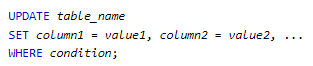 UPDATE table_name
SET column1 = value1, column2 = value2, ...
WHERE condition;